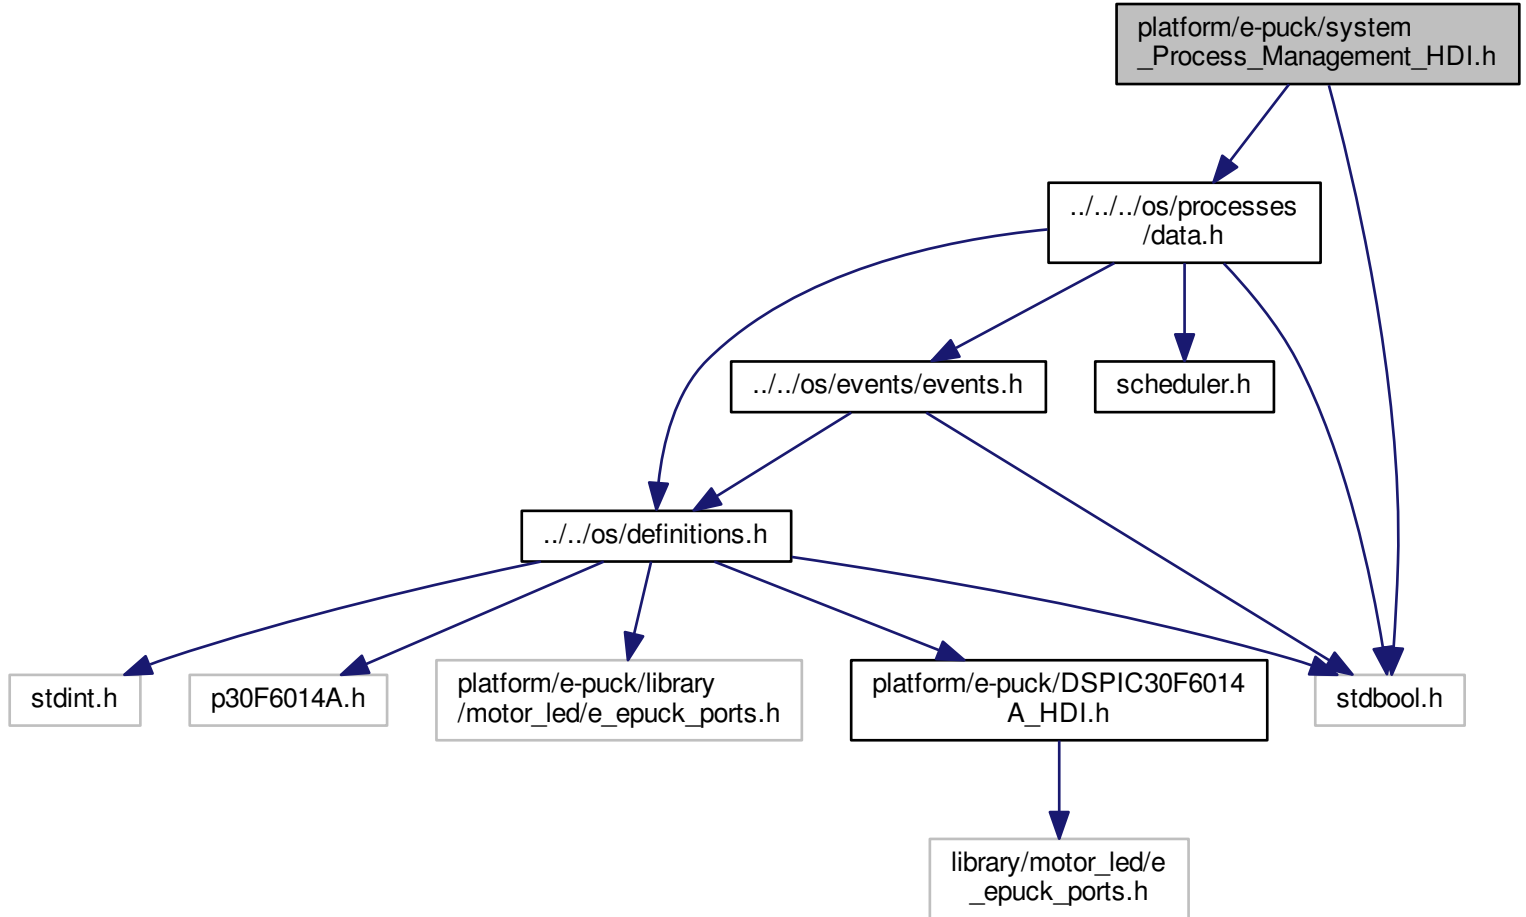 platform/e-puck/system
_Process_Management_HDI.h
../../../os/processes
/data.h
../../os/events/events.h
scheduler.h
../../os/definitions.h
stdint.h
p30F6014A.h
platform/e-puck/library
/motor_led/e_epuck_ports.h
platform/e-puck/DSPIC30F6014
A_HDI.h
stdbool.h
library/motor_led/e
_epuck_ports.h